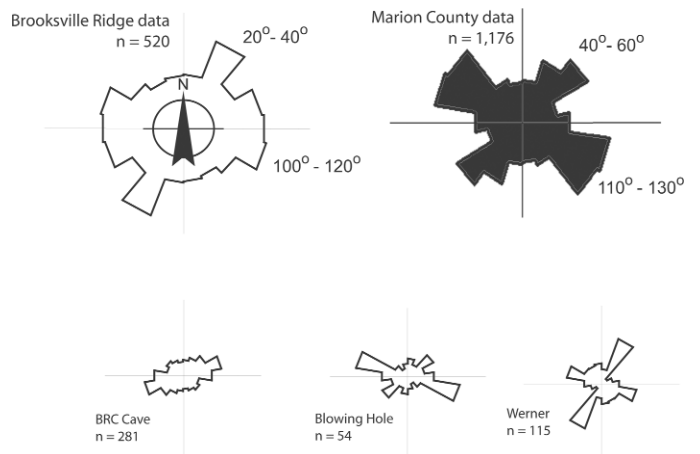 Brooksville Ridge data
n = 520
20° - 40°
N
100° - 120°
Marion County data
n = 1,176
40° - 60°
110° - 130°
BRC Cave
n = 281
Blowing Hole
n = 54
Werner
n = 115